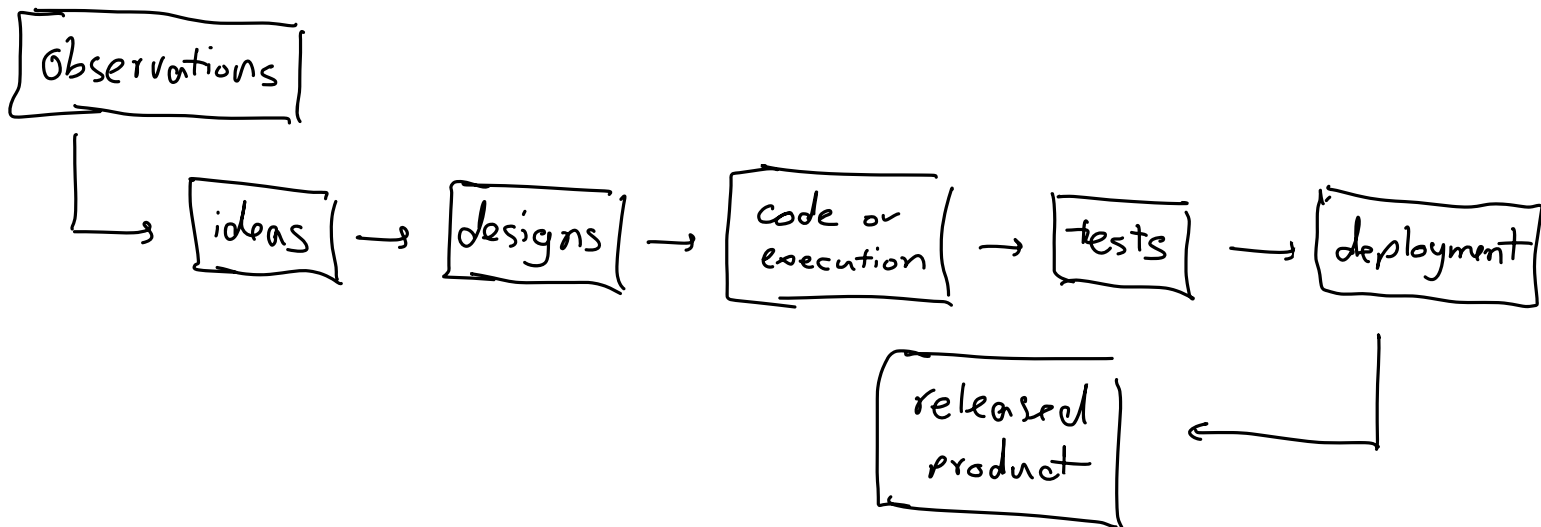 Observations
ideas
designs
code or
execution
tests
deployment
released
product